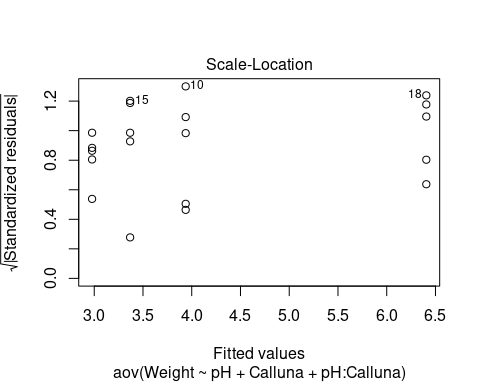 Scale-Location
√|Standardized residuals|
1.2
0.8
0.4
0.0
15
10
18
3.0 3.5 4.0 4.5 5.0 5.5 6.0 6.5
Fitted values
aov(Weight ~ pH + Calluna + pH:Calluna)